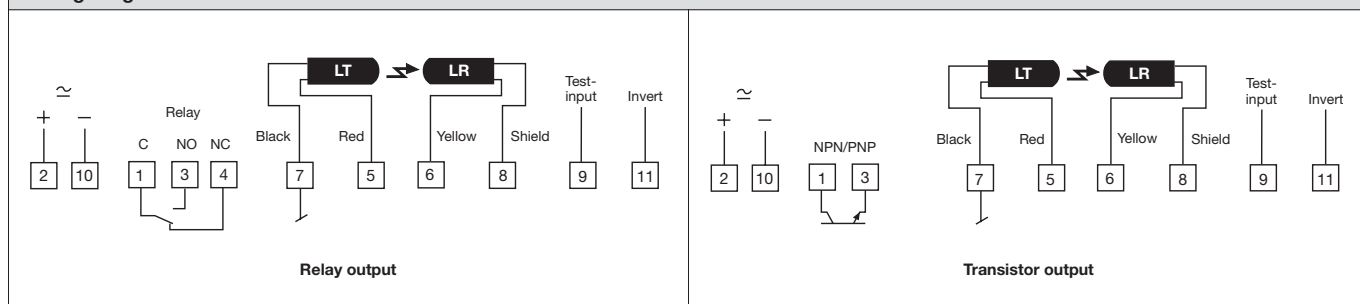 LT LR
Test-
input
Invert
≃
+ −
Relay
Black Red Yellow Shield
C NO NC
2 10 1 3 4 7 5 6 8 9 11
Relay output
LT LR
Test-
input
Invert
≃
+ −
Black Red Yellow Shield
NPN/PNP
2 10 1 3 7 5 6 8 9 11
Transistor output